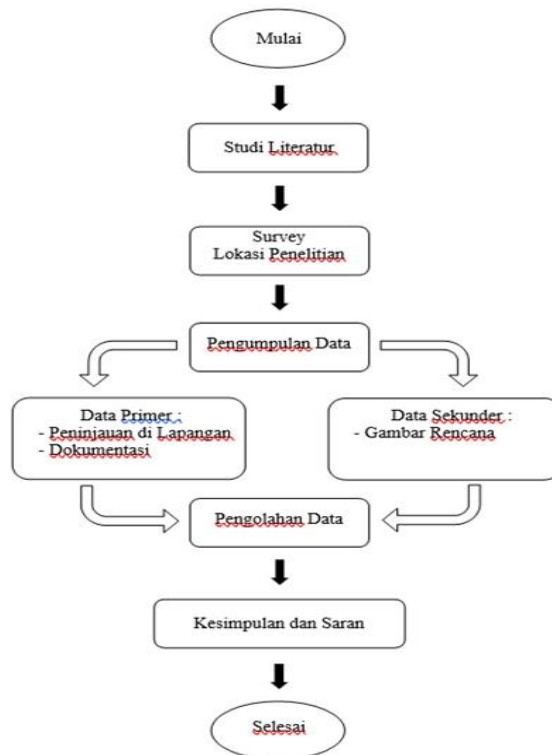 Mulai
Studi Literatur
Survey
Lokasi Penelitian
Pengumpulan Data
Data Primer :
- Peninjauan di Lapangan
- Dokumentasi
Data Sekunder :
- Gambar Rencana
Pengolahan Data
Kesimpulan dan Saran
Selesai